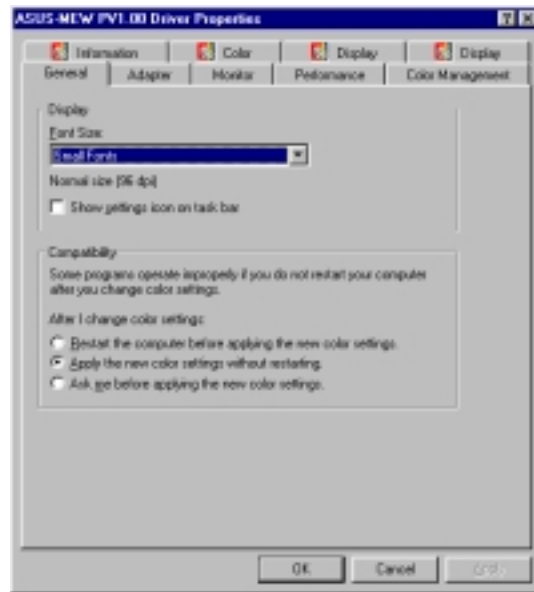 ASUS-MEW PV1.00 Driver Properties
Information Color Display Display
General Adapter Monitor Performance Color Management
Display
Font Size:
Small Fonts
Normal size (96 dpi)
Show settings icon on task bar
Compatibility
Some programs operate improperly if you do not restart your computer
after you change color settings.
After I change color settings:
Restart the computer before applying the new color settings.
Apply the new color settings without restarting.
Ask me before applying the new color settings.
OK Cancel Apply